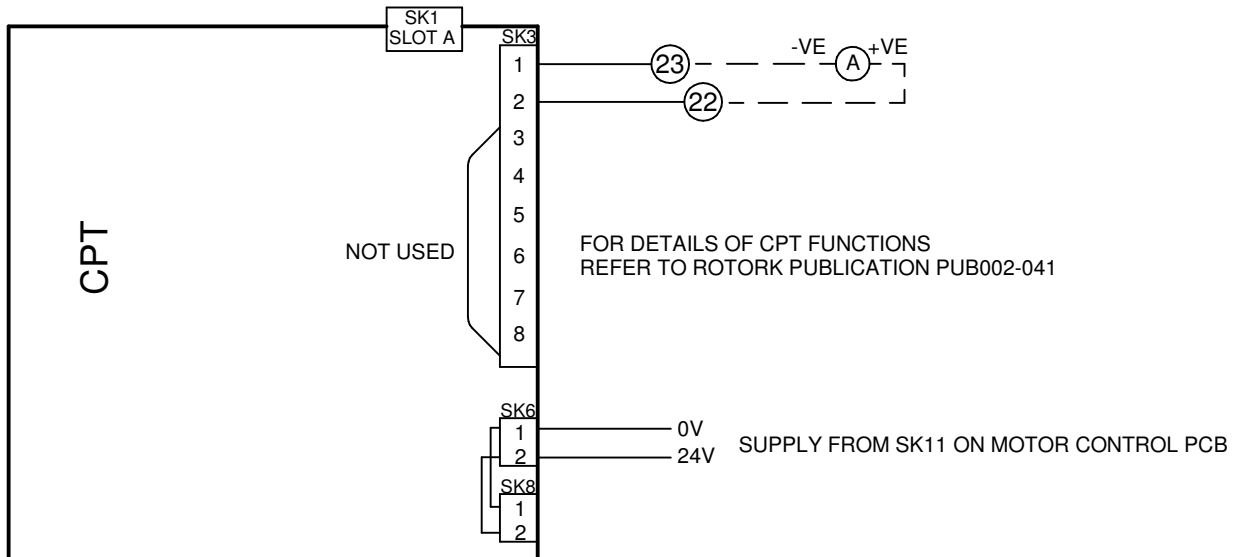 SK1
SLOT A
SK3
1
23
-VE
A
+VE
2
22
3
4
5
6
7
8
CPT
NOT USED
FOR DETAILS OF CPT FUNCTIONS
REFER TO ROTORK PUBLICATION PUB002-041
SK6
1
0V
2
24V
SUPPLY FROM SK11 ON MOTOR CONTROL PCB
SK8
1
2